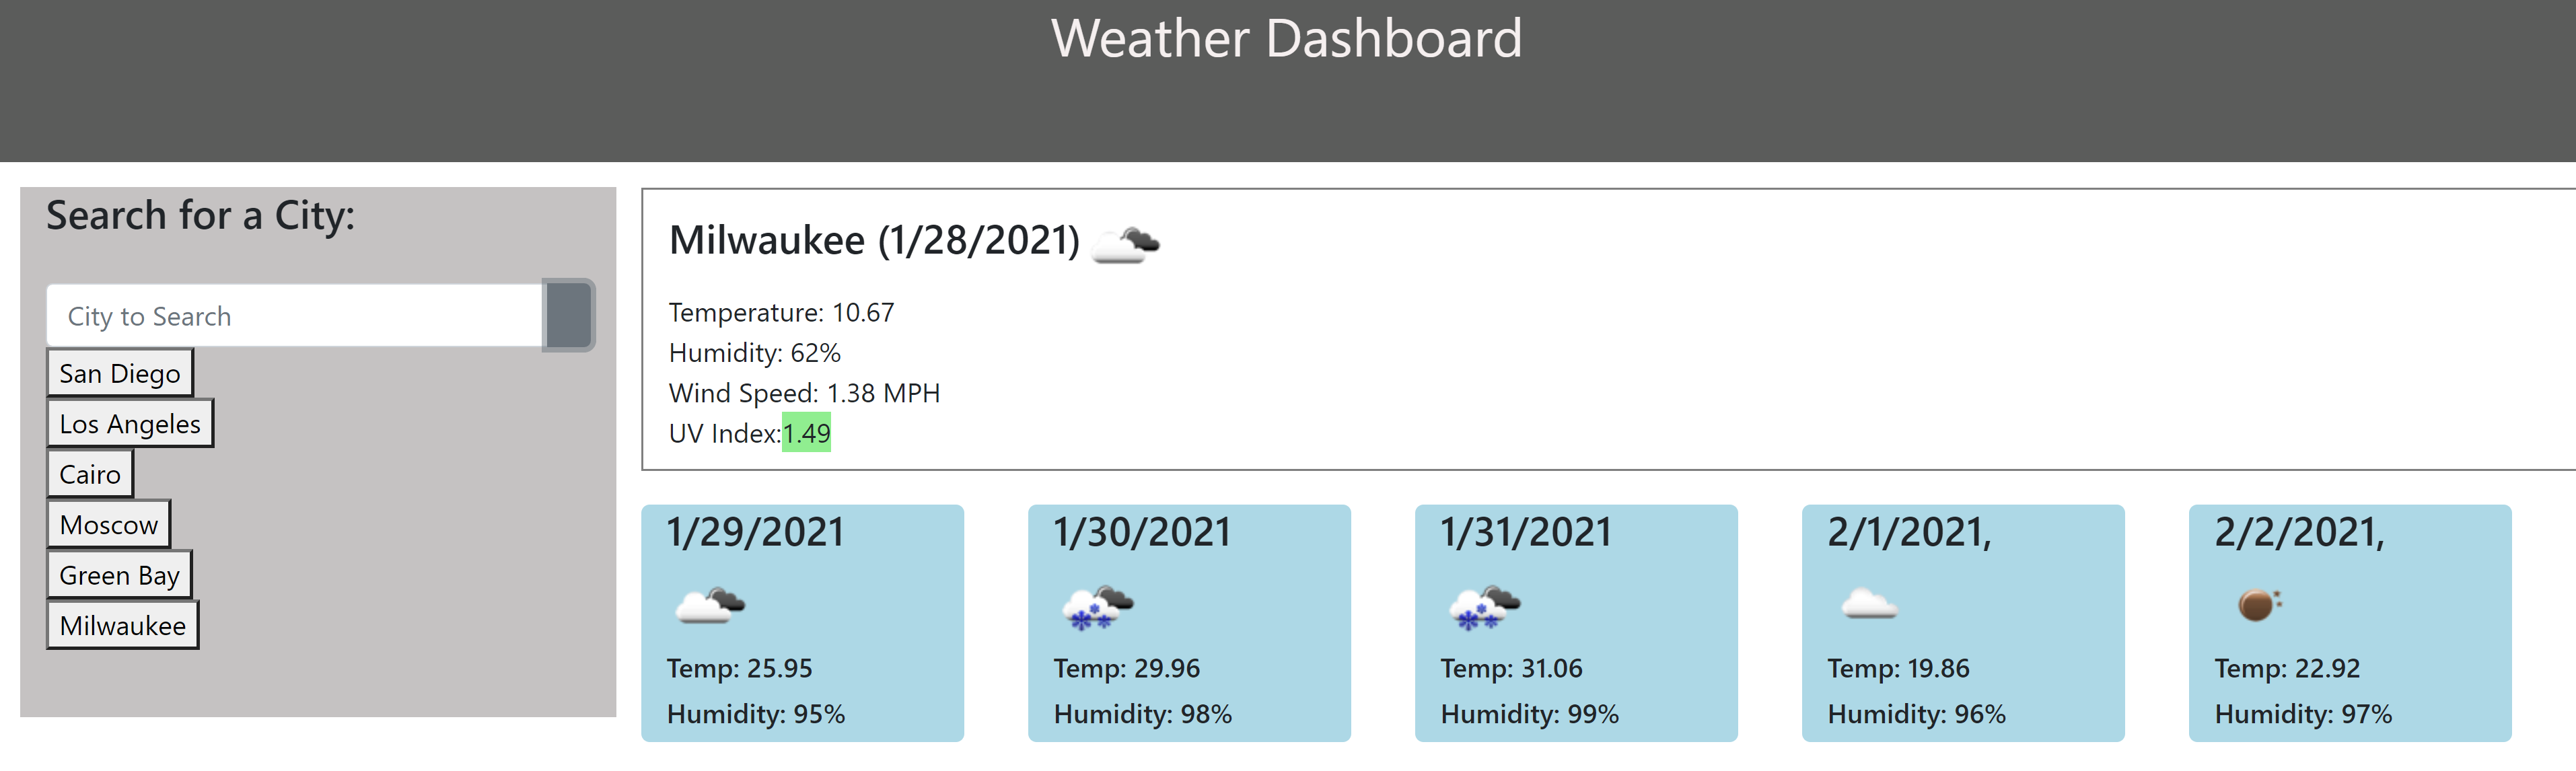 Weather Dashboard
Search for a City:
City to Search
San Diego
Los Angeles
Cairo
Moscow
Green Bay
Milwaukee
Milwaukee (1/28/2021)
Temperature: 10.67
Humidity: 62%
Wind Speed: 1.38 MPH
UV Index:1.49
1/29/2021
Temp: 25.95
Humidity: 95%
1/30/2021
Temp: 29.96
Humidity: 98%
1/31/2021
Temp: 31.06
Humidity: 99%
2/1/2021,
Temp: 19.86
Humidity: 96%
2/2/2021,
Temp: 22.92
Humidity: 97%